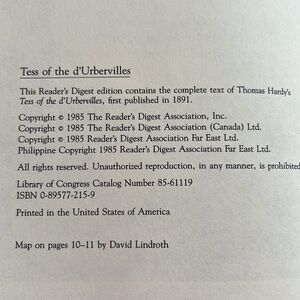 Tess of the d'Urbervilles
This Reader's Digest edition contains the complete text of Thomas Hardy's
Tess of the d'Urbervilles, first published in 1891.
Copyright © 1985 The Reader's Digest Association, Inc.
Copyright © 1985 The Reader's Digest Association (Canada) Ltd.
Copyright © 1985 Reader's Digest Association Far East Ltd.
Philippine Copyright 1985 Reader's Digest Association Far East Ltd.
All rights reserved. Unauthorized reproduction, in any manner, is prohibited
Library of Congress Catalog Number 85-61119
ISBN 0-89577-215-9
Printed in the United States of America
Map on pages 10–11 by David Lindroth